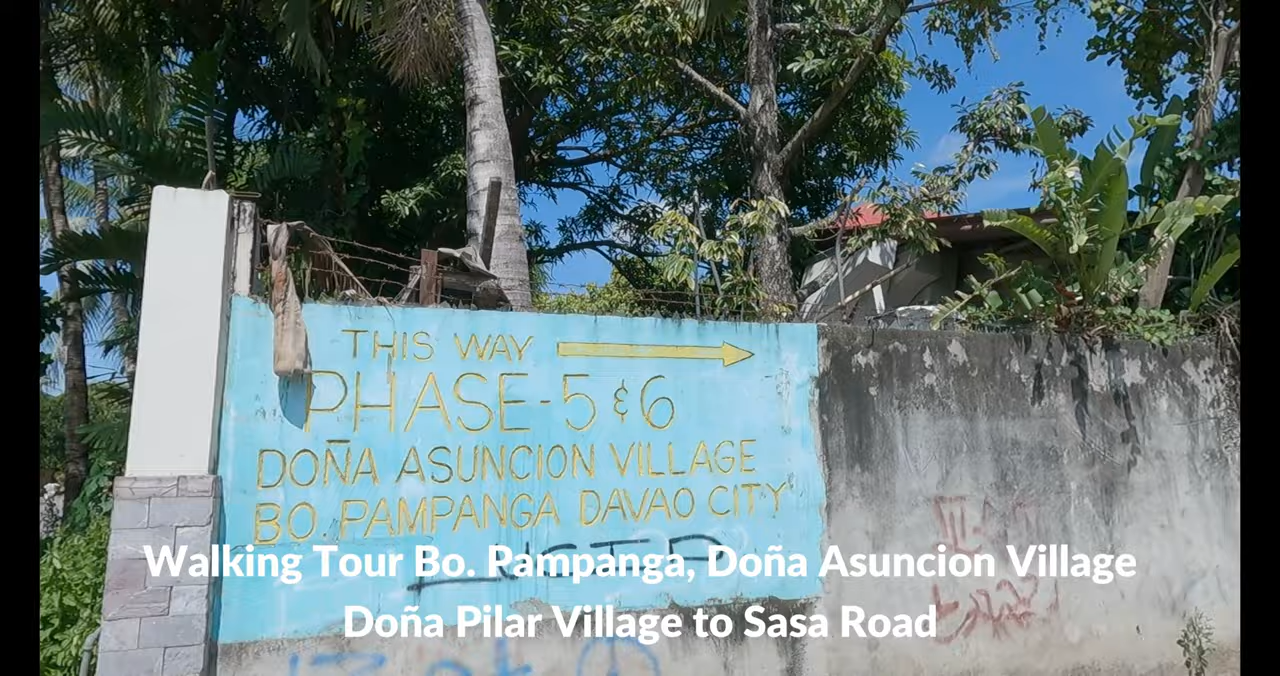 THIS WAY
PHASE-5 & 6
DOÑA ASUNCION VILLAGE
BO. PAMPANGA DAVAO CITY
Walking Tour Bo. Pampanga, Doña Asuncion Village
Doña Pilar Village to Sasa Road